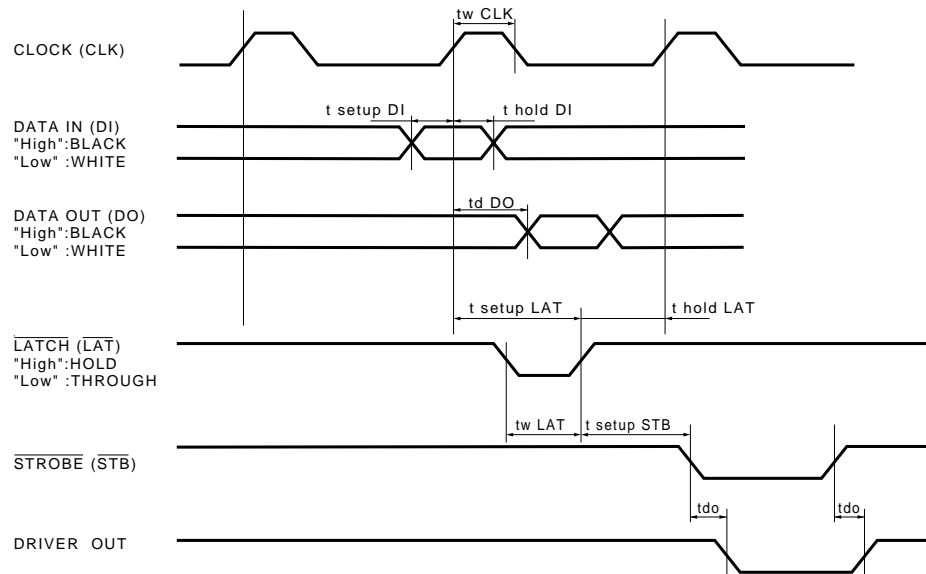 tw CLK
CLOCK (CLK)
t setup DI
t hold DI
DATA IN (DI)
"High":BLACK
"Low" :WHITE
td DO
DATA OUT (DO)
"High":BLACK
"Low" :WHITE
t setup LAT
t hold LAT
LATCH (LAT)
"High":HOLD
"Low" :THROUGH
tw LAT
t setup STB
STROBE (STB)
tdo
tdo
DRIVER OUT